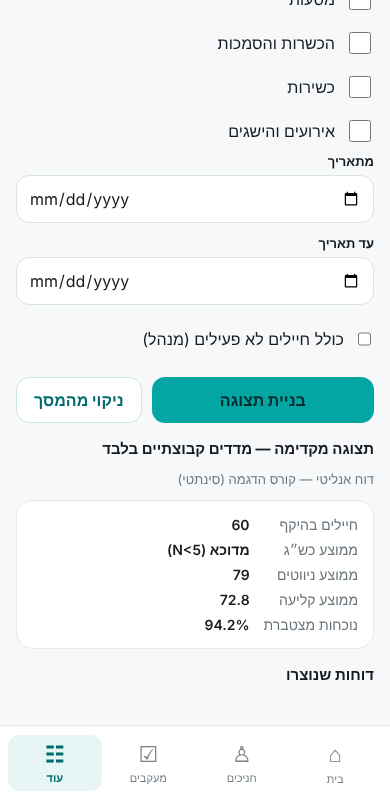 מסעות
הכשרות והסמכות
כשירות
אירועים והישגים
מתאריך
mm/dd/yyyy
עד תאריך
mm/dd/yyyy
כולל חיילים לא פעילים (מנהל)
בניית תצוגה
ניקוי מהמסך
תצוגה מקדימה — מדדים קבוצתיים בלבד
דוח אנליטי — קורס הדגמה (סינתטי)
חיילים בהיקף 60
ממוצע כש״ג מדוכא (N<5)
ממוצע ניווטים 79
ממוצע קליעה 72.8
נוכחות מצטברת 94.2%
דוחות שנוצרו
בית
חניכים
מעקבים
עוד